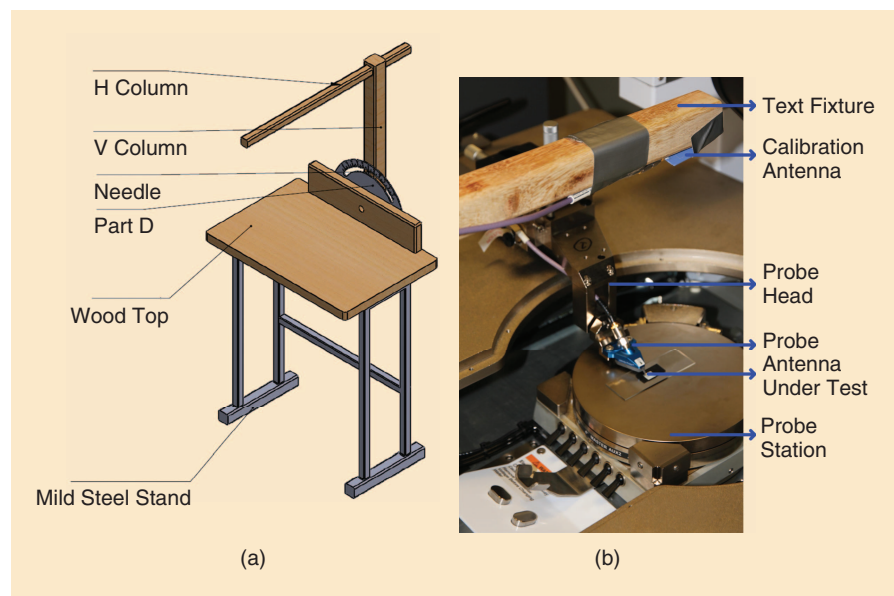 H Column
V Column
Needle
Part D
Wood Top
Mild Steel Stand
(a)
Text Fixture
Calibration
Antenna
Probe
Head
Probe
Antenna
Under Test
Probe
Station
(b)